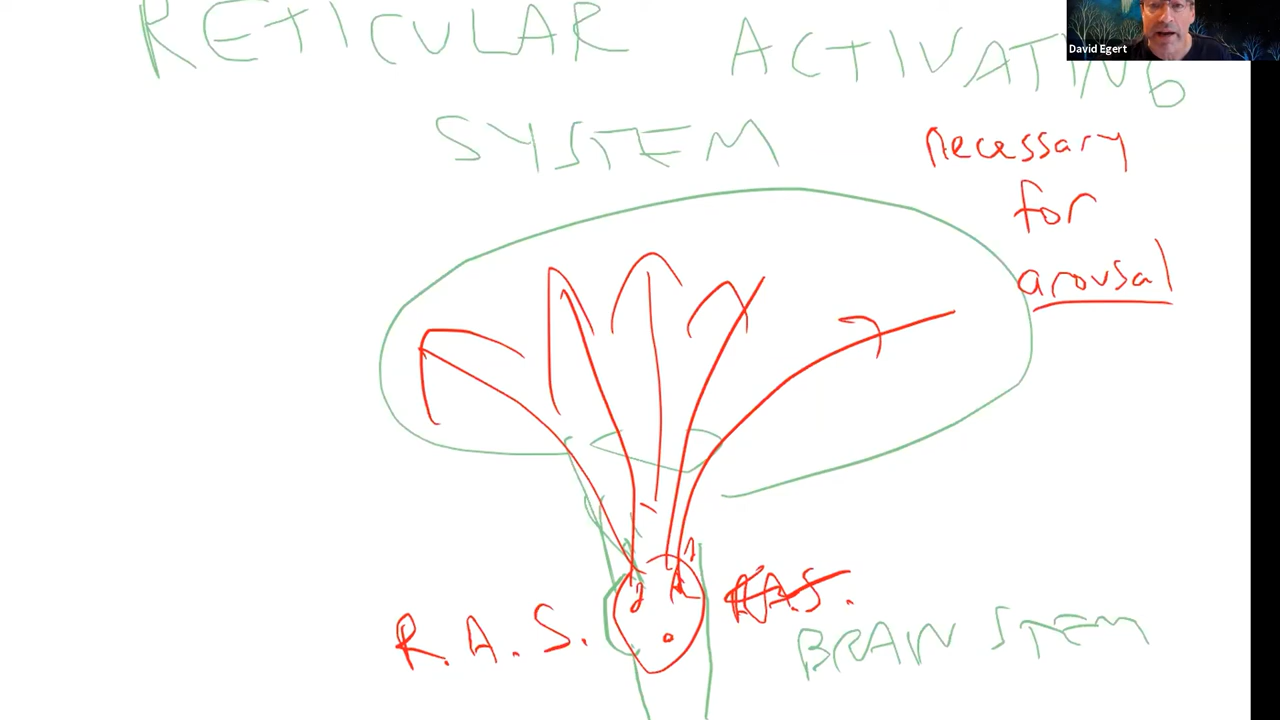 RETICULAR ACTIVATING
SYSTEM
David Egert
necessary
for
arousal
R.A.S.
R.A.S.
BRAIN STEM